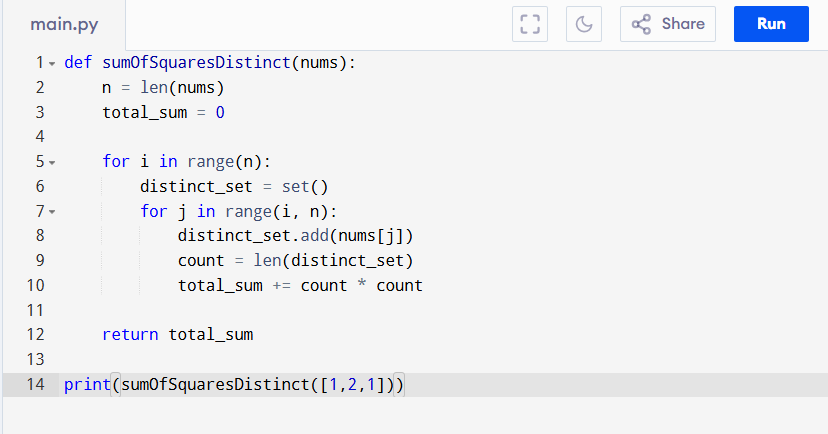 main.py
Share
Run
1 def sumOfSquaresDistinct(nums):
2     n = len(nums)
3     total_sum = 0
4
5     for i in range(n):
6         distinct_set = set()
7         for j in range(i, n):
8             distinct_set.add(nums[j])
9             count = len(distinct_set)
10             total_sum += count * count
11
12     return total_sum
13
14 print(sumOfSquaresDistinct([1,2,1]))